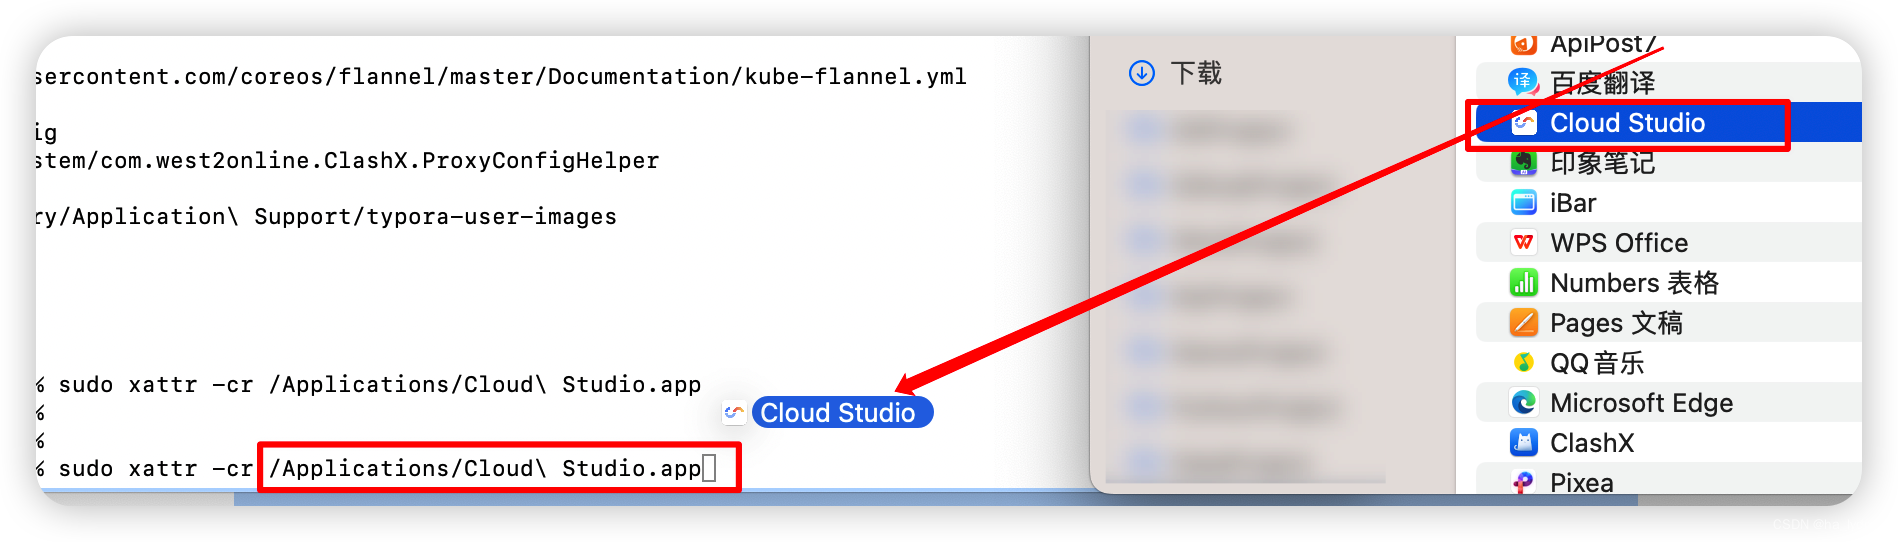 sercontent.com/coreos/flannel/master/Documentation/kube-flannel.yml
ig
stem/com.west2online.ClashX.ProxyConfigHelper
ry/Application\ Support/typora-user-images
% sudo xattr -cr /Applications/Cloud\ Studio.app
%
%
% sudo xattr -cr /Applications/Cloud\ Studio.app
Cloud Studio
下载
ApiPost7
译 百度翻译
Cloud Studio
印象笔记
iBar
WPS Office
Numbers 表格
Pages 文稿
QQ音乐
Microsoft Edge
ClashX
Pixea